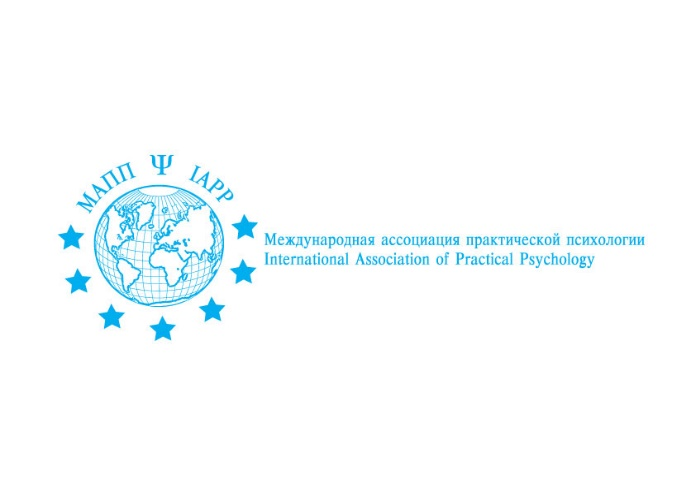 МАПП Ψ IAPP
Международная ассоциация практической психологии
International Association of Practical Psychology